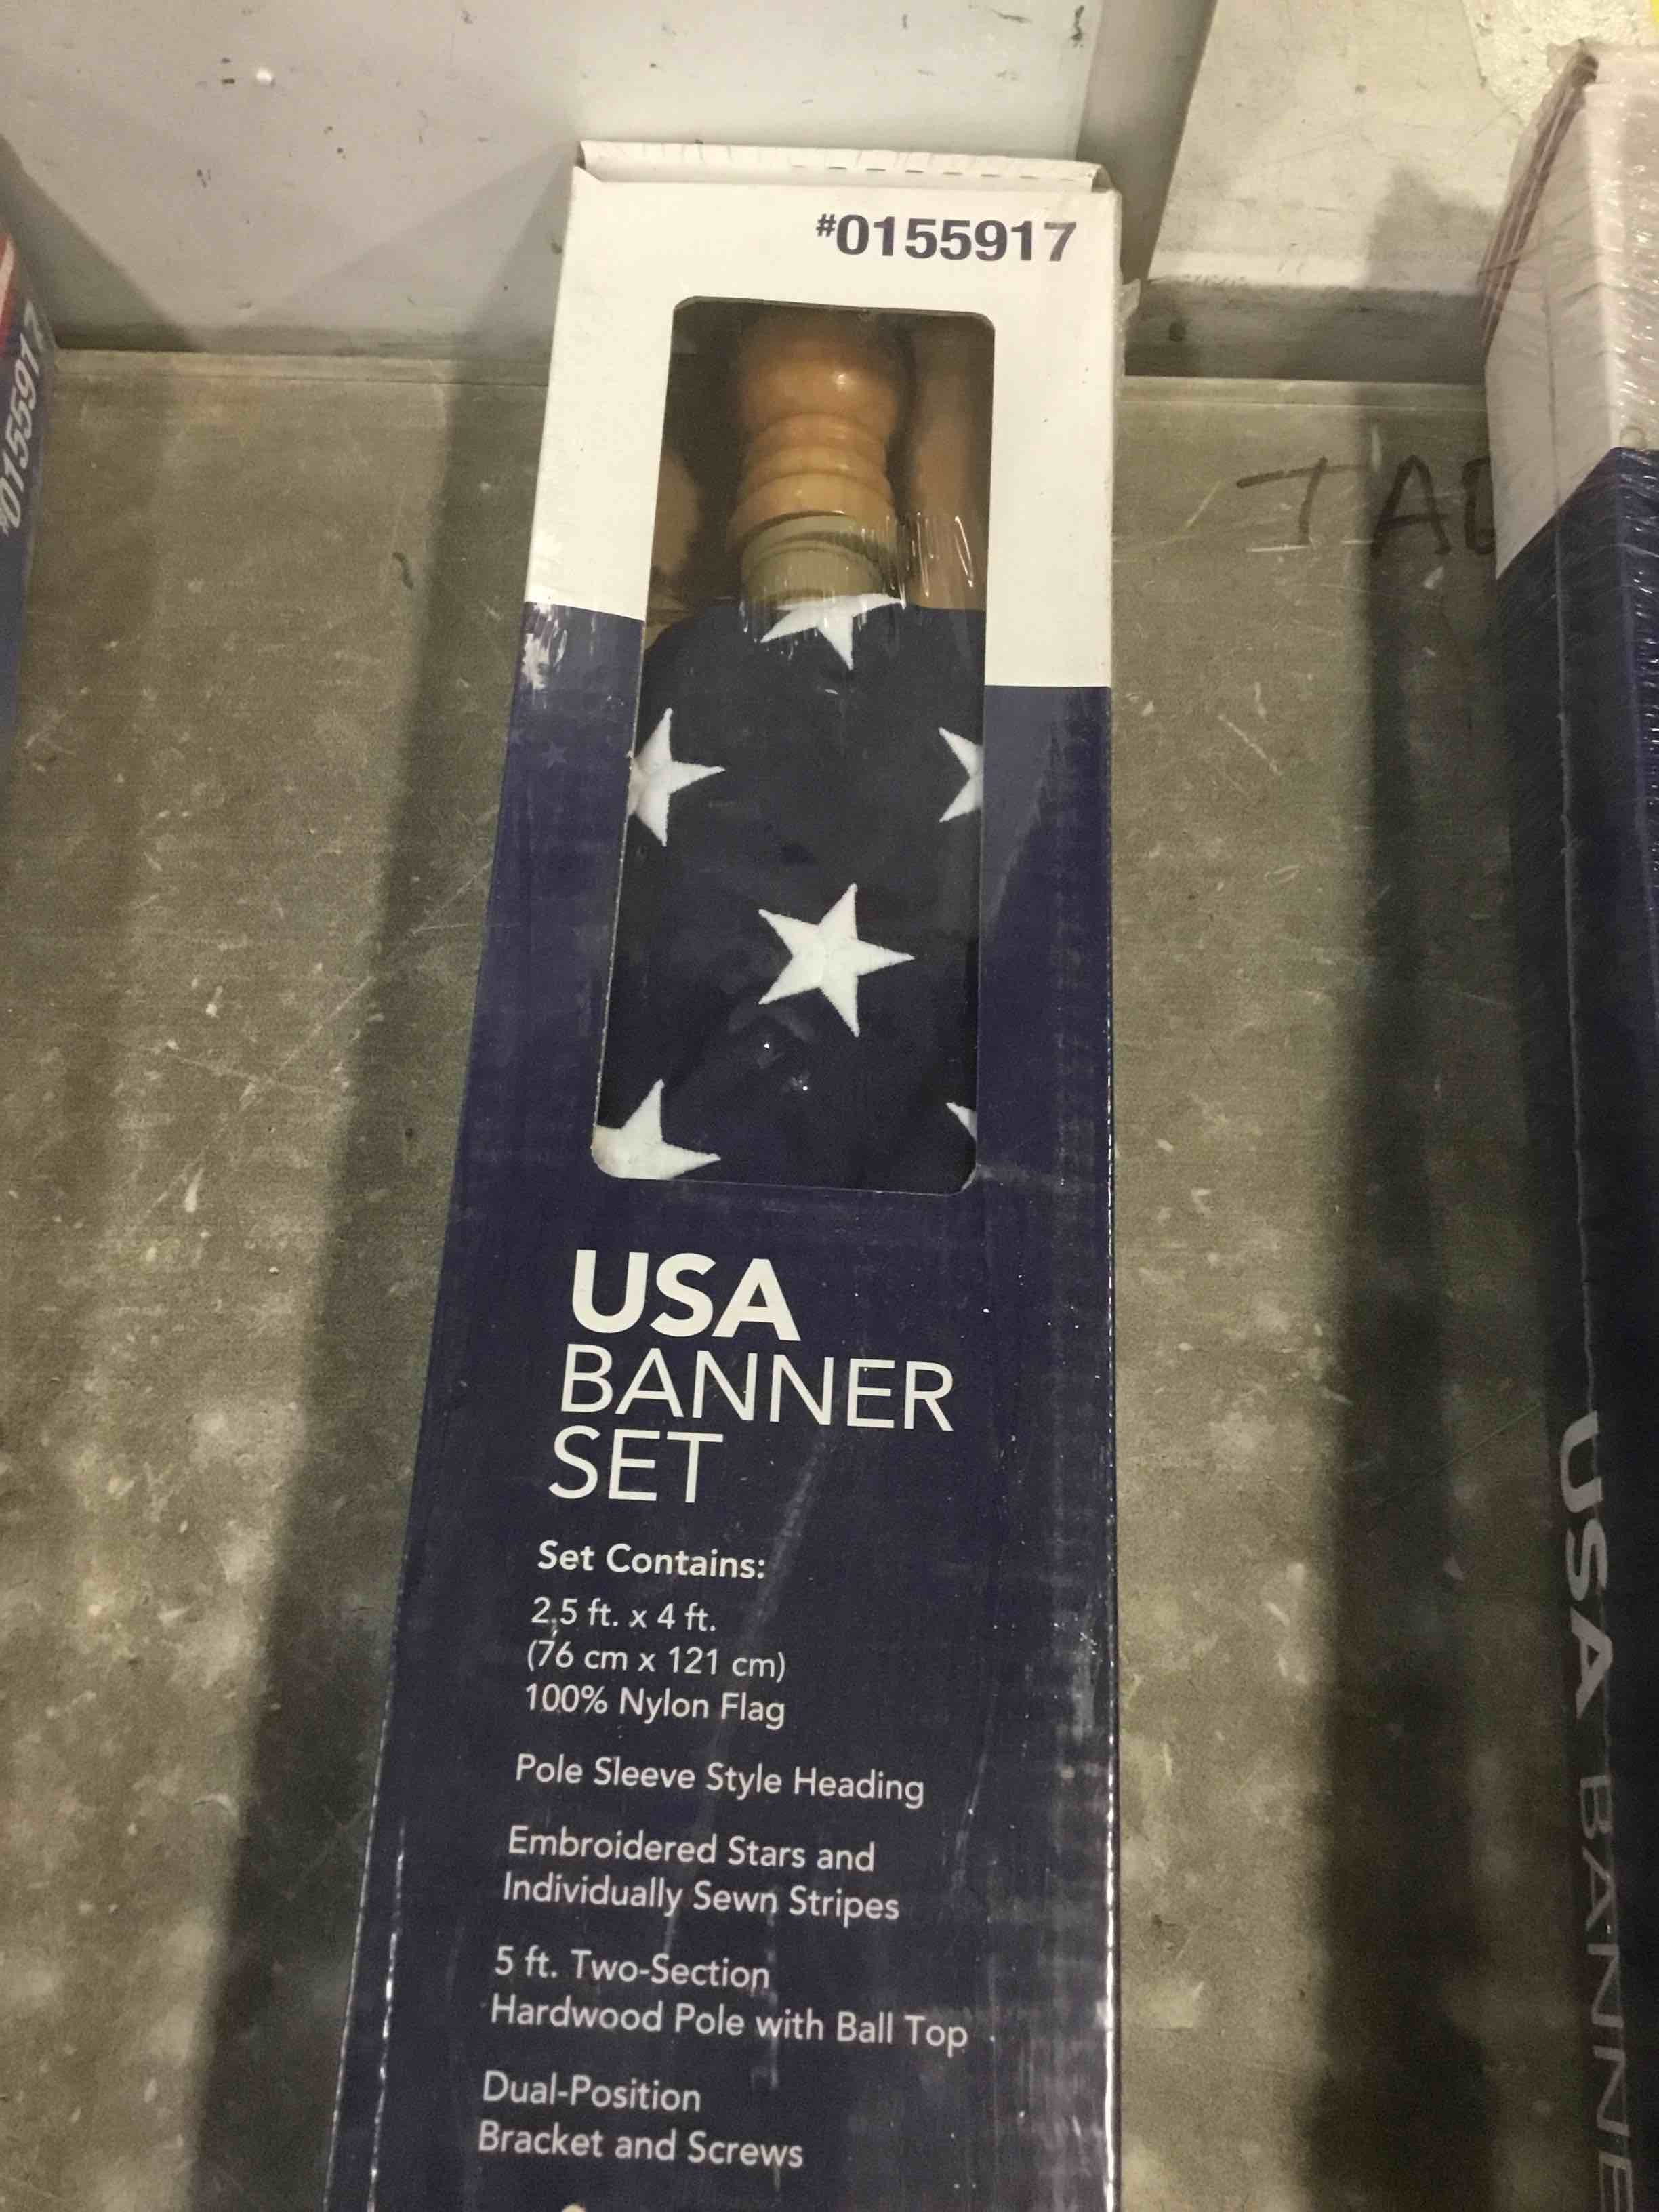 #0155917
USA
BANNER
SET
Set Contains:
2.5 ft. x 4 ft.
(76 cm x 121 cm)
100% Nylon Flag
Pole Sleeve Style Heading
Embroidered Stars and
Individually Sewn Stripes
5 ft. Two-Section
Hardwood Pole with Ball Top
Dual-Position
Bracket and Screws
#0155917
USA BANNE